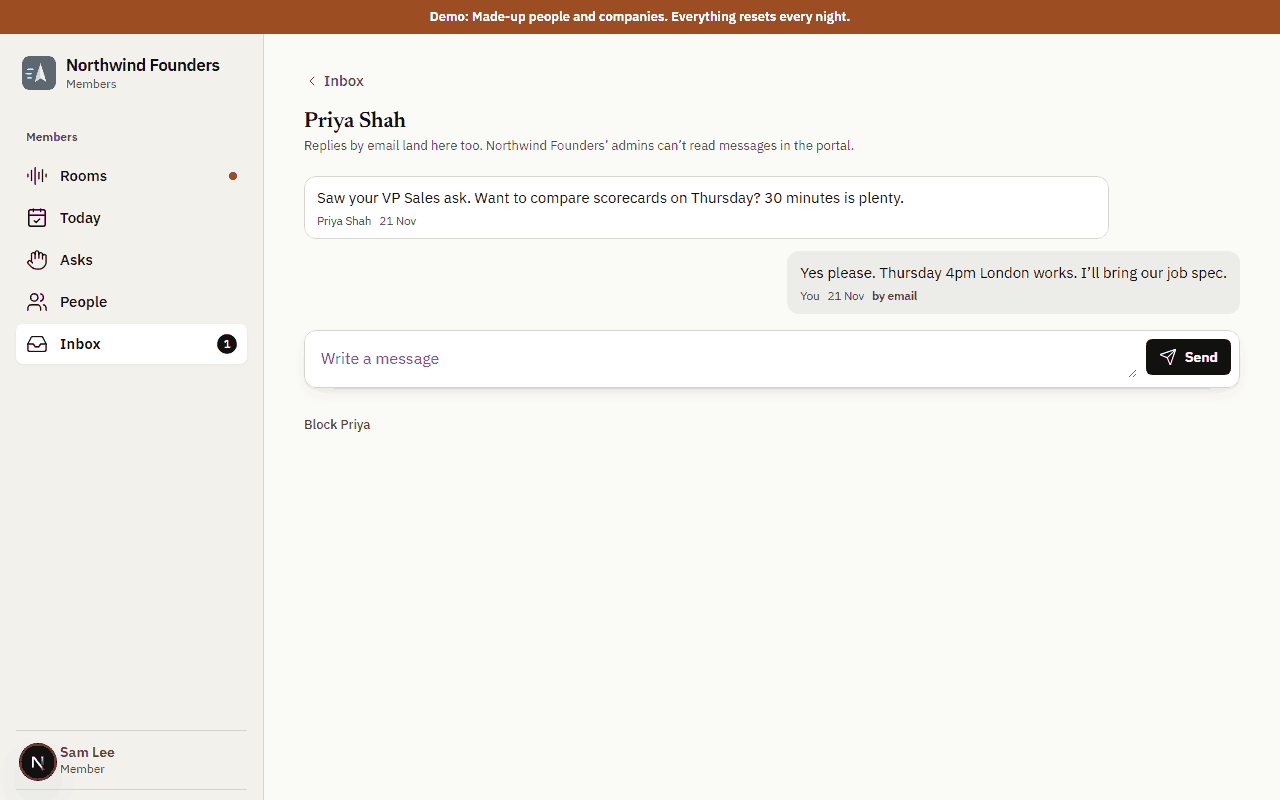 Demo: Made-up people and companies. Everything resets every night.
Northwind Founders
Members
Members
Rooms
Today
Asks
People
Inbox 1
Sam Lee
Member
N
Inbox
Priya Shah
Replies by email land here too. Northwind Founders’ admins can’t read messages in the portal.
Saw your VP Sales ask. Want to compare scorecards on Thursday? 30 minutes is plenty.
Priya Shah 21 Nov
Yes please. Thursday 4pm London works. I’ll bring our job spec.
You 21 Nov by email
Write a message
Send
Block Priya